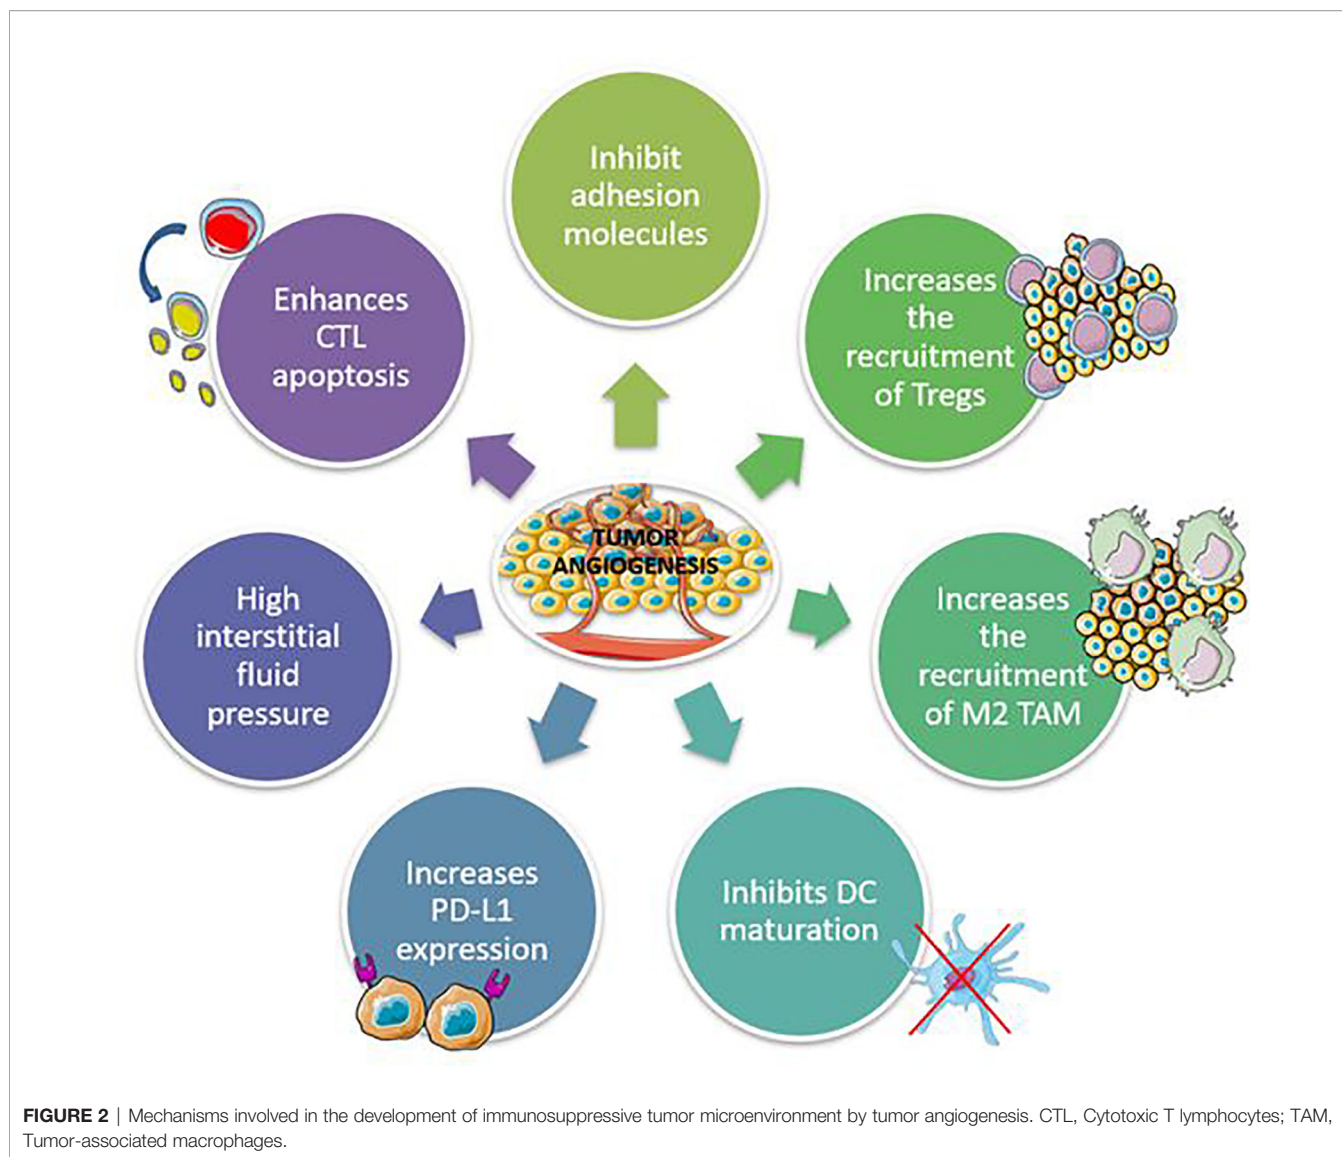 Inhibit
adhesion
molecules
Increases
the
recruitment
of Tregs
Increases
the
recruitment
of M2 TAM
Inhibits DC
maturation
Increases
PD-L1
expression
High
interstitial
fluid
pressure
Enhances
CTL
apoptosis
TUMOR
ANGIOGENESIS
FIGURE 2 | Mechanisms involved in the development of immunosuppressive tumor microenvironment by tumor angiogenesis. CTL, Cytotoxic T lymphocytes; TAM,
Tumor-associated macrophages.